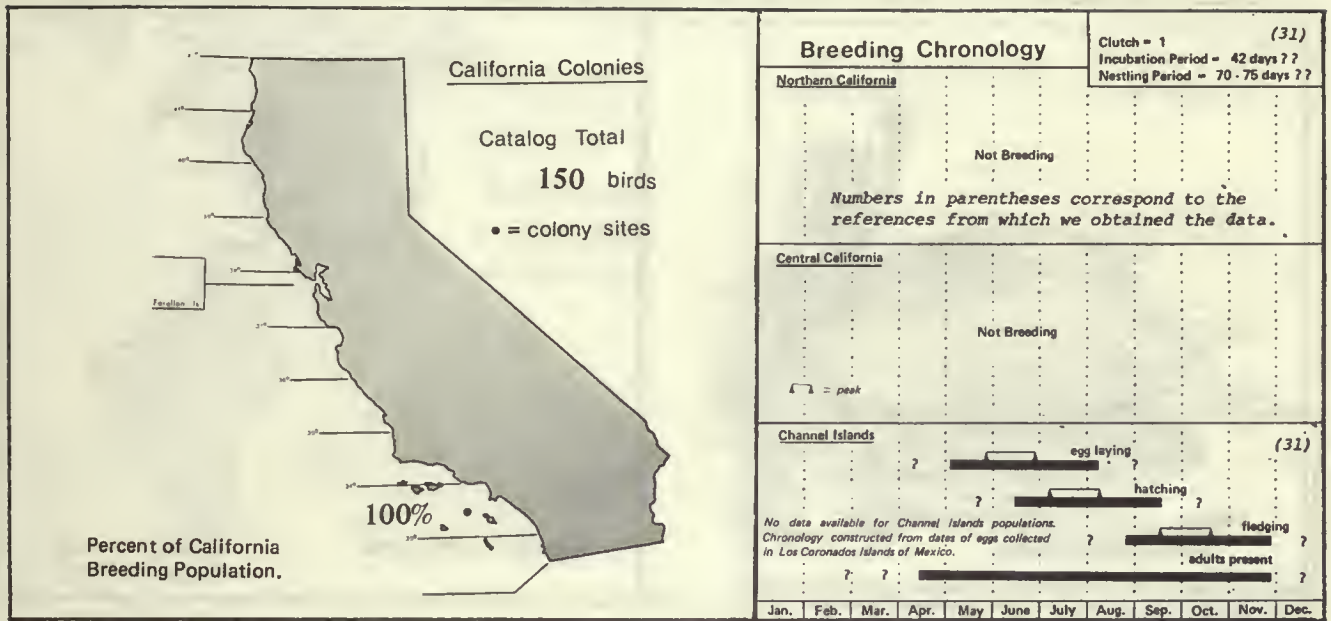 California Colonies
Catalog Total
150 birds
• = colony sites
40°
Farallon Is
100%
Percent of California
Breeding Population.
Breeding Chronology
(31)
Clutch = 1
Incubation Period = 42 days ? ?
Nestling Period = 70 - 75 days ? ?
Northern California
Not Breeding
Numbers in parentheses correspond to the
references from which we obtained the data.
Central California
Not Breeding
= peak
Channel Islands
(31)
egg laying
? ?
hatching
? ?
No data available for Channel Islands populations.
Chronology constructed from dates of eggs collected
in Los Coronados Islands of Mexico.
fledging
? ?
adults present
? ? ?
Jan. Feb. Mar. Apr. May June July Aug. Sep. Oct. Nov. Dec.